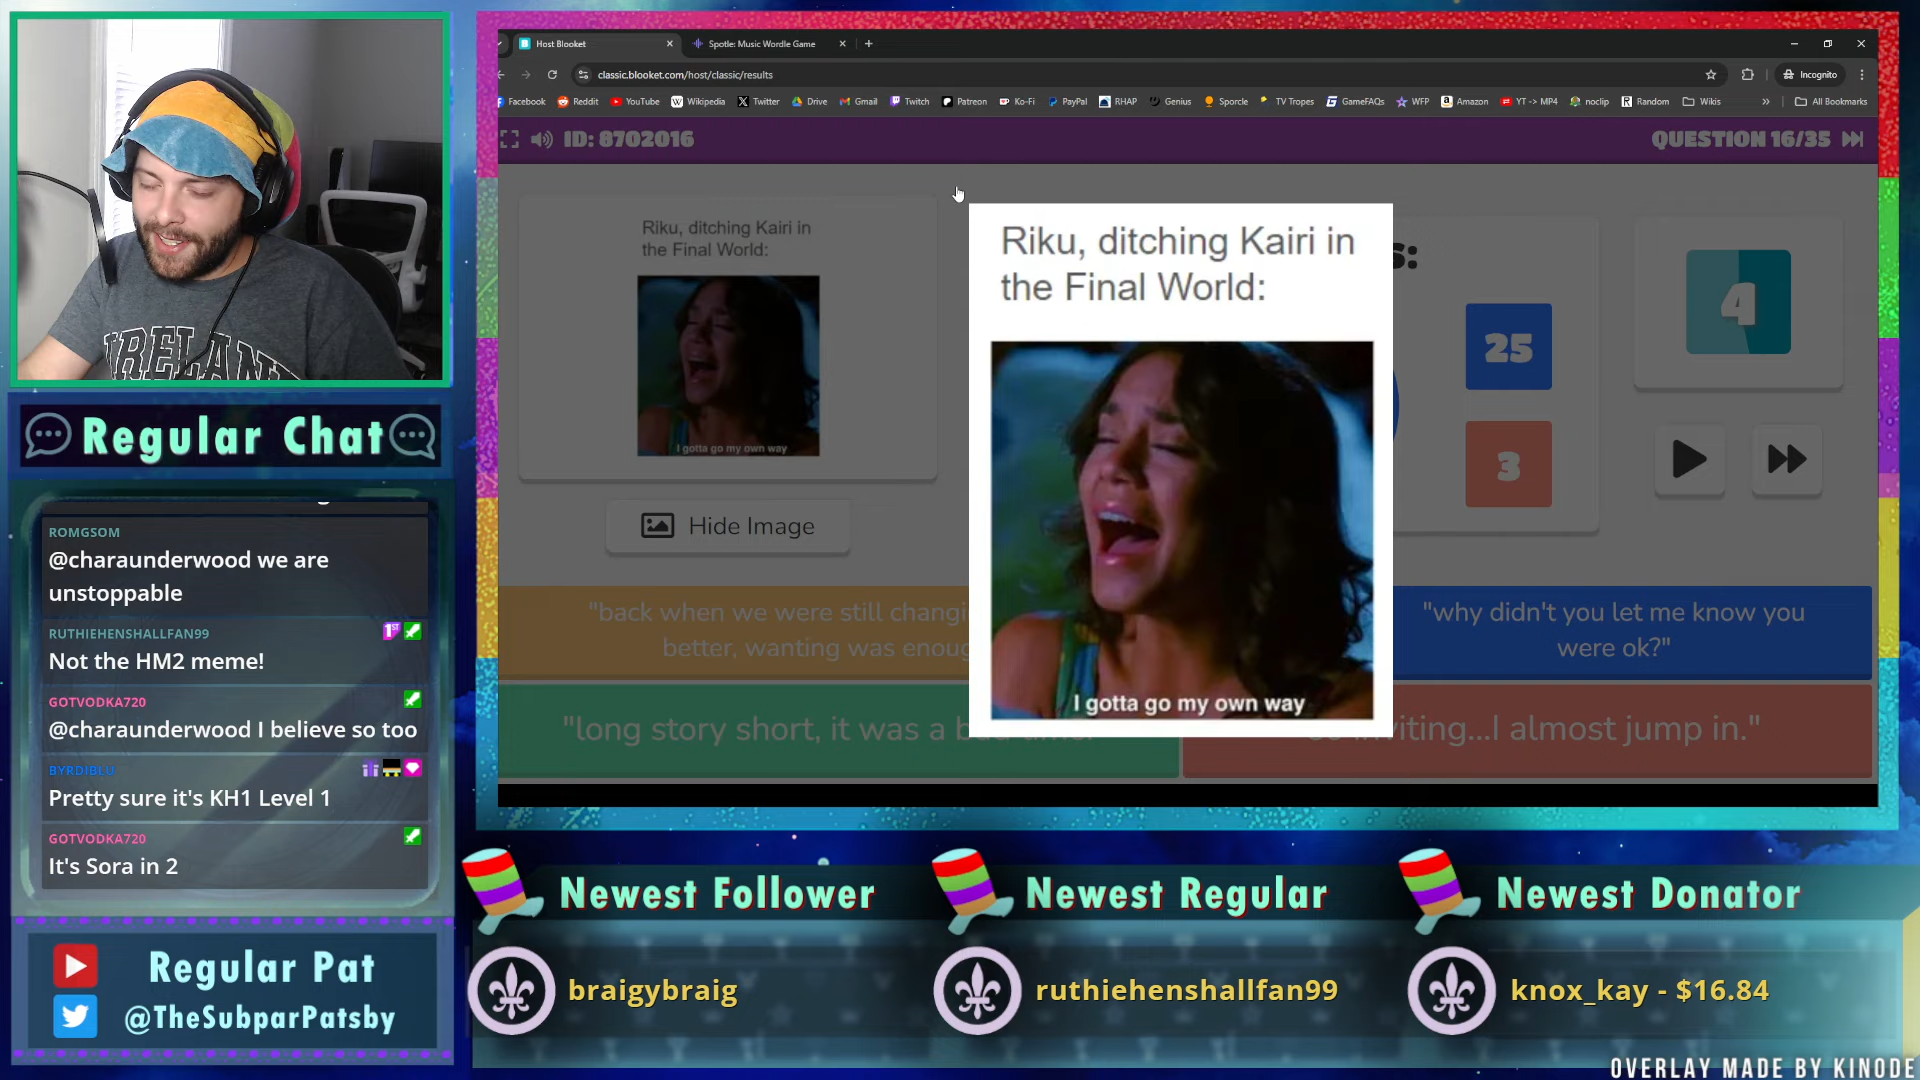 IRELAND
Regular Chat
ROMGSOM
@charaunderwood we are
unstoppable
RUTHIEHENSHALLFAN99
1ST
Not the HM2 meme!
GOTVODKA720
@charaunderwood I believe so too
BYRDIBLU
Pretty sure it's KH1 Level 1
GOTVODKA720
It's Sora in 2
Regular Pat
@TheSubparPatsby
Host Blooket
Spotle: Music Wordle Game
classic.blooket.com/host/classic/results
Incognito
Facebook Reddit YouTube Wikipedia Twitter Drive Gmail Twitch Patreon Ko-Fi PayPal RHAP Genius Sporcle TV Tropes GameFAQs WFP Amazon YT -> MP4 noclip Random Wikis » All Bookmarks
ID: 8702016
QUESTION 16/35
Riku, ditching Kairi in
the Final World:
I gotta go my own way
Hide Image
Riku, ditching Kairi in
the Final World:
I gotta go my own way
s:
25
3
4
"back when we were still
better, wanting was
"why didn't you let me know you
were ok?"
"long story short, it was a
I almost jump in."
Newest Follower
braigybraig
Newest Regular
ruthiehenshallfan99
Newest Donator
knox_kay - $16.84
OVERLAY MADE BY KINODE